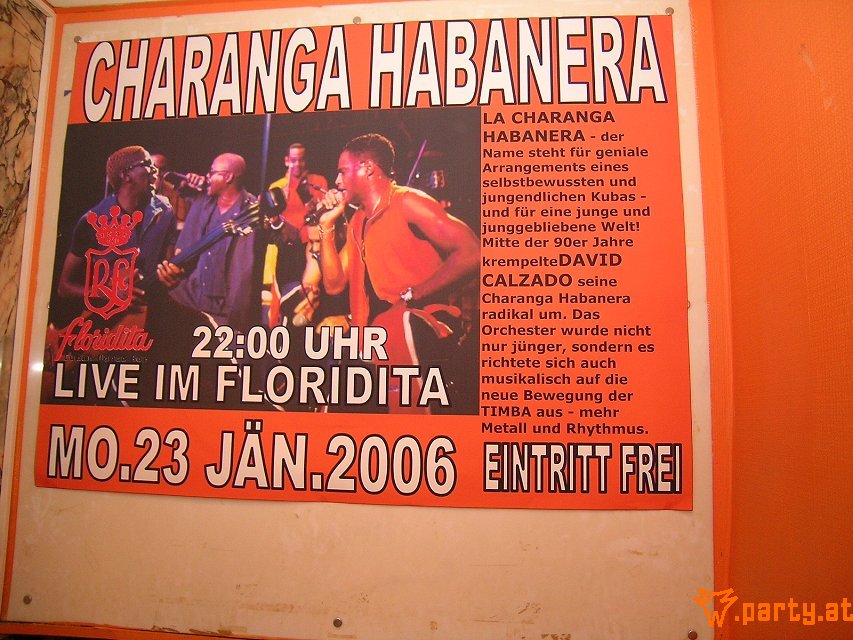 CHARANGA HABANERA
LA CHARANGA
HABANERA - der
Name steht für geniale
Arrangements eines
selbstbewussten und
jungendlichen Kubas -
und für eine junge und
junggebliebene Welt!
Mitte der 90er Jahre
krempelteDAVID
CALZADO seine
Charanga Habanera
radikal um. Das
Orchester wurde nicht
nur jünger, sondern es
richtete sich auch
musikalisch auf die
neue Bewegung der
TIMBA aus - mehr
Metall und Rhythmus.
Floridita
22:00 UHR
LIVE IM FLORIDITA
MO.23 JÄN.2006
EINTRITT FREI
party.at